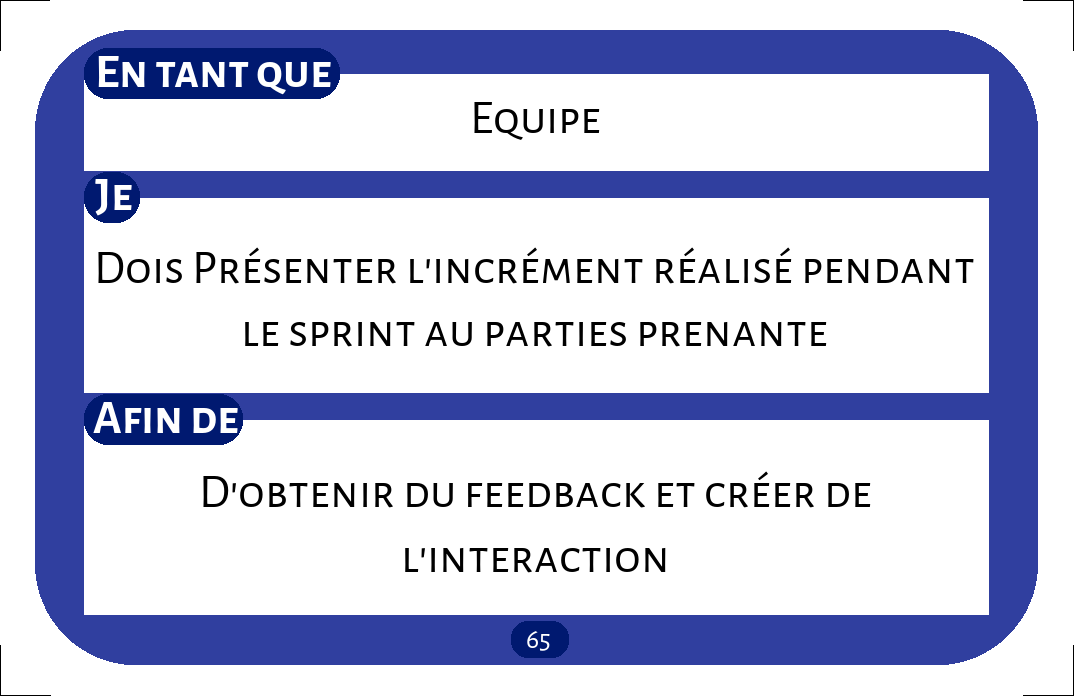 En tant que
Equipe
Je
Dois Présenter l'incrément réalisé pendant
le sprint au parties prenante
Afin de
D'obtenir du feedback et créer de
l'interaction
65